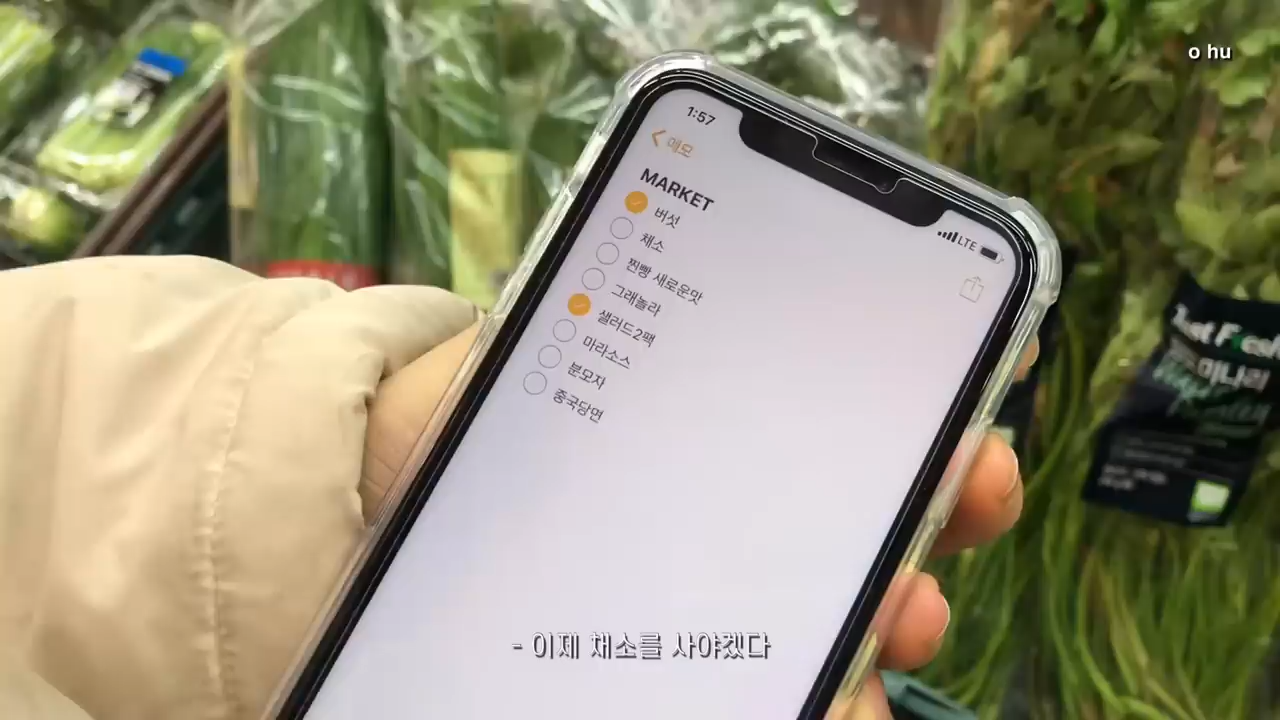 o hu
1:57
메모
LTE
MARKET
버섯
채소
찐빵 새로운맛
그래놀라
샐러드2팩
마라소스
분모자
중국당면
미나리
- 이제 채소를 사야겠다